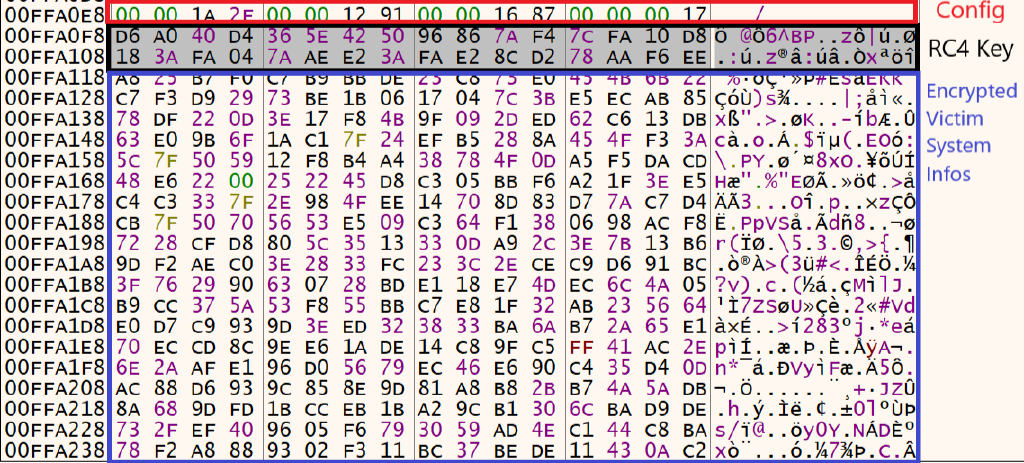 00FFA0E8 00 00 1A 2E 00 00 12 91 00 00 16 87 00 00 00 17 / Config
00FFA0F8 D6 A0 40 D4 36 5E 42 50 96 86 7A F4 7C FA 10 D8 Ö @Ô6^BP..zô|ú.Ø
00FFA108 18 3A FA 04 7A AE E2 3A FA E2 8C D2 78 AA F6 EE .:ú.z®â:úâ.Òxªöî RC4 Key
00FFA118 A8 25 B7 F0 C7 B9 BB DE 23 C8 73 E0 45 4B 6B 22
00FFA128 C7 F3 D9 29 73 BE 1B 06 17 04 7C 3B E5 EC AB 85 ÇóÙ)s¾....|;åì«. Encrypted
00FFA138 78 DF 22 0D 3E 17 F8 4B 9F 09 2D ED 62 C6 13 DB xß".>.øK..-íbÆ.Û Victim
00FFA148 63 E0 9B 6F 1A C1 7F 24 EF B5 28 8A 45 4F F3 3A cà.o.Á.$ïµ(.EOó: System
00FFA158 5C 7F 50 59 12 F8 B4 A4 38 78 4F 0D A5 F5 DA CD \.PY.ø´¤8xO.¥õÚÍ
00FFA168 48 E6 22 00 25 22 45 D8 C3 05 BB F6 A2 1F 3E E5 Hæ".%"EØÃ.»ö¢.>å Infos
00FFA178 C4 C3 33 7F 2E 98 4F EE 14 70 8D 83 D7 7A C7 D4 ÄÃ3...Oî.p..×zÇÔ
00FFA188 CB 7F 50 70 56 53 E5 09 C3 64 F1 38 06 98 AC F8 Ë.PpVSå.Ãdñ8..¬ø
00FFA198 72 28 CF D8 80 5C 35 13 33 0D A9 2C 3E 7B 13 B6 r(ÏØ.\5.3.©,>{.¶
00FFA1A8 9D F2 AE C0 3E 28 33 FC 23 3C 2E CE C9 D6 91 BC .ò®À>(3ü#<.ÎÉÖ.¼
00FFA1B8 3F 76 29 90 63 07 28 BD E1 18 E7 4D EC 6C 4A 05 ?v).c.(½á.çMìlJ.
00FFA1C8 B9 CC 37 5A 53 F8 55 BB C7 E8 1F 32 AB 23 56 64 ¹Ì7ZSøU»Çè.2«#Vd
00FFA1D8 E0 D7 C9 93 9D 3E ED 32 38 33 BA 6A B7 2A 65 E1 à×É..>í283ºj·*eá
00FFA1E8 70 EC CD 8C 9E E6 1A DE 14 C8 9F C5 FF 41 AC 2E pìÍ..æ.Þ.È.ÅÿA¬.
00FFA1F8 6E 2A AF E1 96 D0 56 79 EC 46 E6 90 C4 35 D4 0D n*¯á.ÐVyìFæ.Ä5Ô.
00FFA208 AC 88 D6 93 9C 85 8E 9D 81 A8 B8 2B B7 4A 5A DB
00FFA218 8A 68 9D FD 1B CC EB 1B A2 9C B1 30 6C BA D9 DE .h.ý.Ìë.¢.±0lºÙÞ
00FFA228 73 2F EF 40 96 05 F6 79 30 59 AD 4E C1 44 C8 BA s/ï@..öy0Y.NÁDÈº
00FFA238 78 F2 A8 88 93 02 F3 11 BC 37 BE DE 11 43 0A C2 xò¨...ó.¼7¾Þ.C.Â